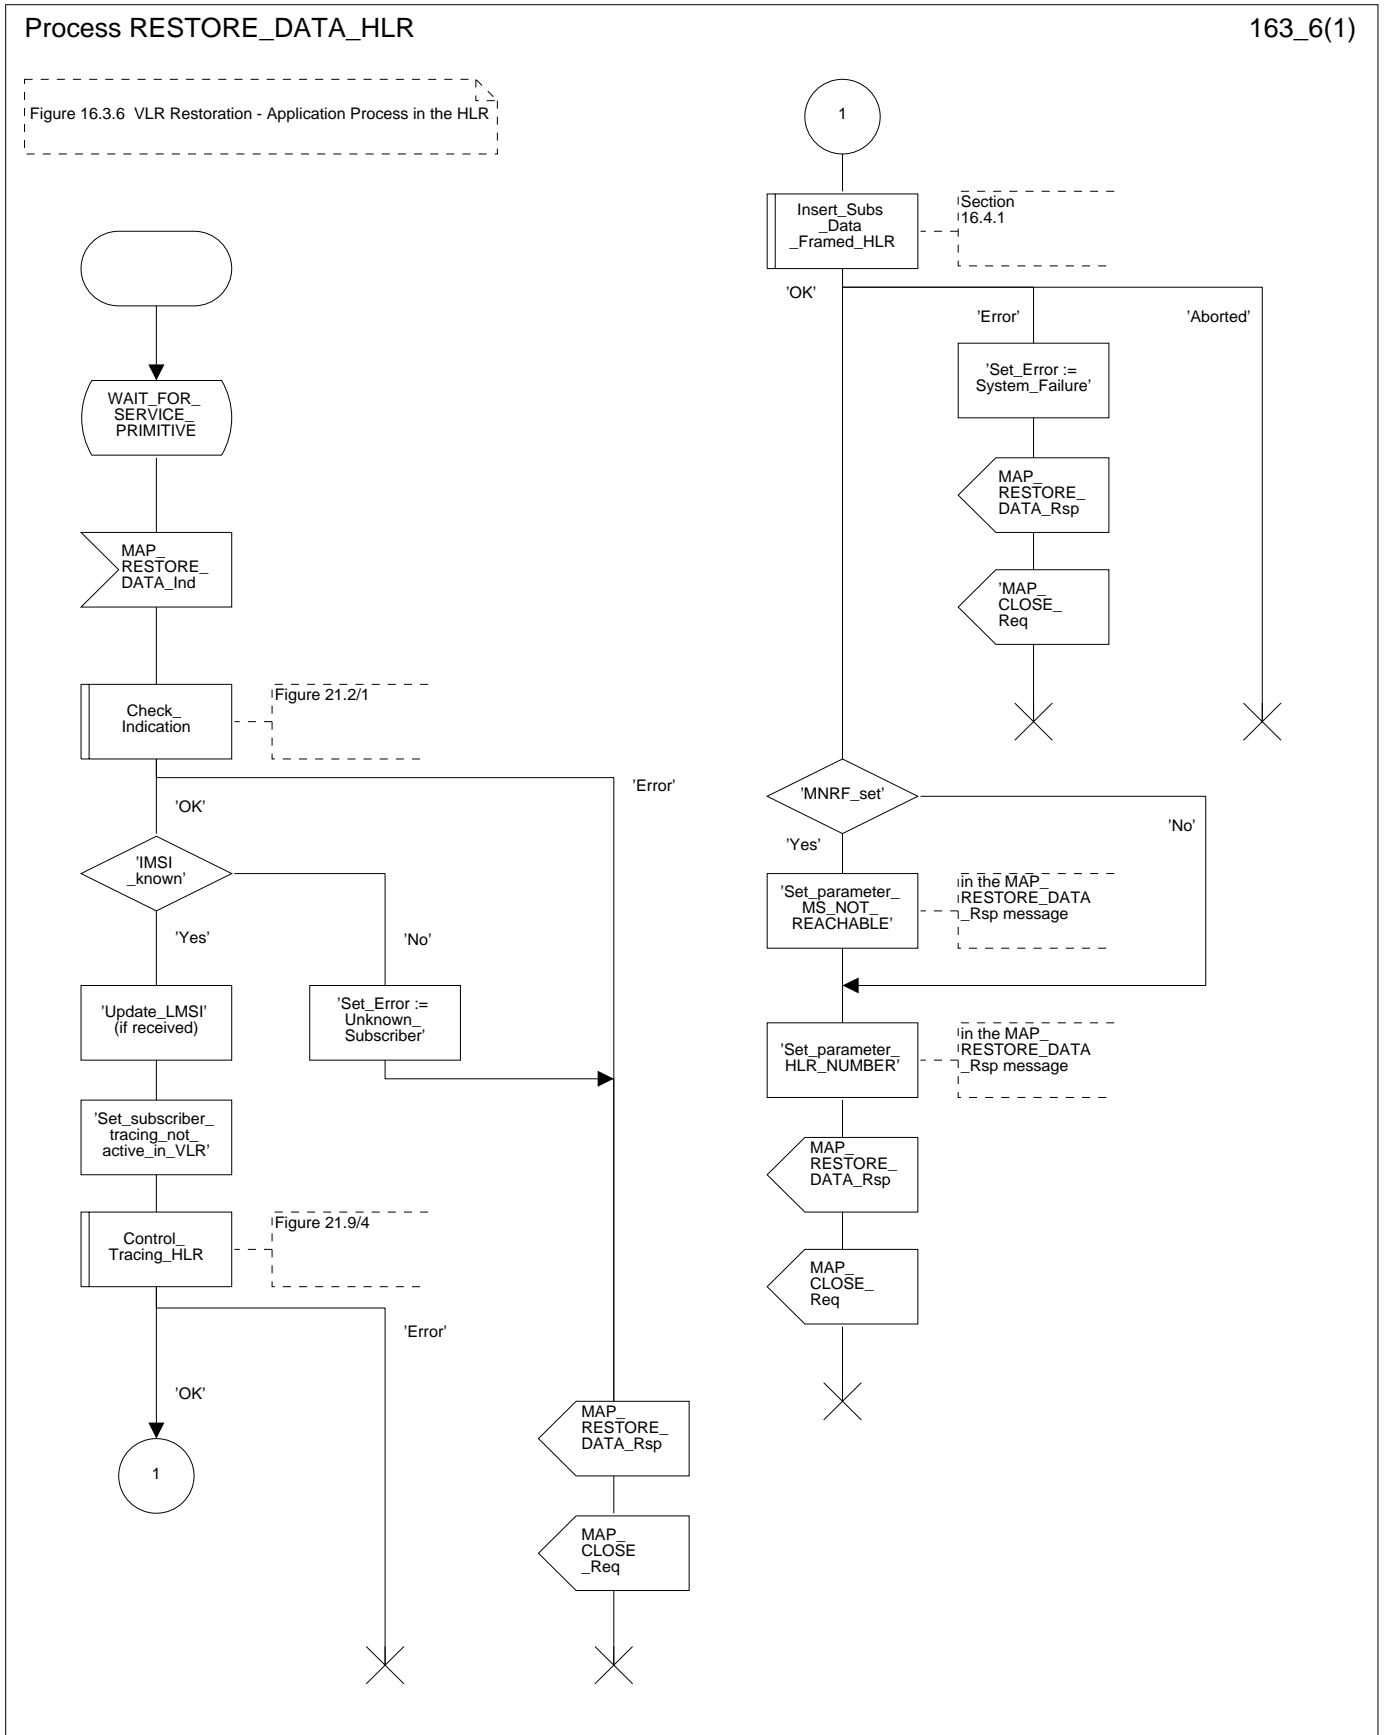 Process RESTORE_DATA_HLR
163_6(1)
Figure 16.3.6 VLR Restoration - Application Process in the HLR
WAIT_FOR_
SERVICE_
PRIMITIVE
MAP_
RESTORE_
DATA_Ind
Check_
Indication
Figure 21.2/1
'Error'
'OK'
'IMSI
_known'
'Yes'
'No'
'Update_LMSI'
(if received)
'Set_Error :=
Unknown_
Subscriber'
'Set_subscriber_
tracing_not_
active_in_VLR'
Control_
Tracing_HLR
Figure 21.9/4
'Error'
'OK'
1
MAP_
RESTORE_
DATA_Rsp
MAP_
CLOSE
_Req
1
Insert_Subs
_Data
_Framed_HLR
Section
16.4.1
'OK'
'Error'
'Aborted'
'Set_Error :=
System_Failure'
MAP_
RESTORE_
DATA_Rsp
'MAP_
CLOSE_
Req
'MNRF_set'
'No'
'Yes'
'Set_parameter_
MS_NOT_
REACHABLE'
in the MAP_
RESTORE_DATA
_Rsp message
'Set_parameter_
HLR_NUMBER'
in the MAP_
RESTORE_DATA
_Rsp message
MAP_
RESTORE_
DATA_Rsp
MAP_
CLOSE_
Req